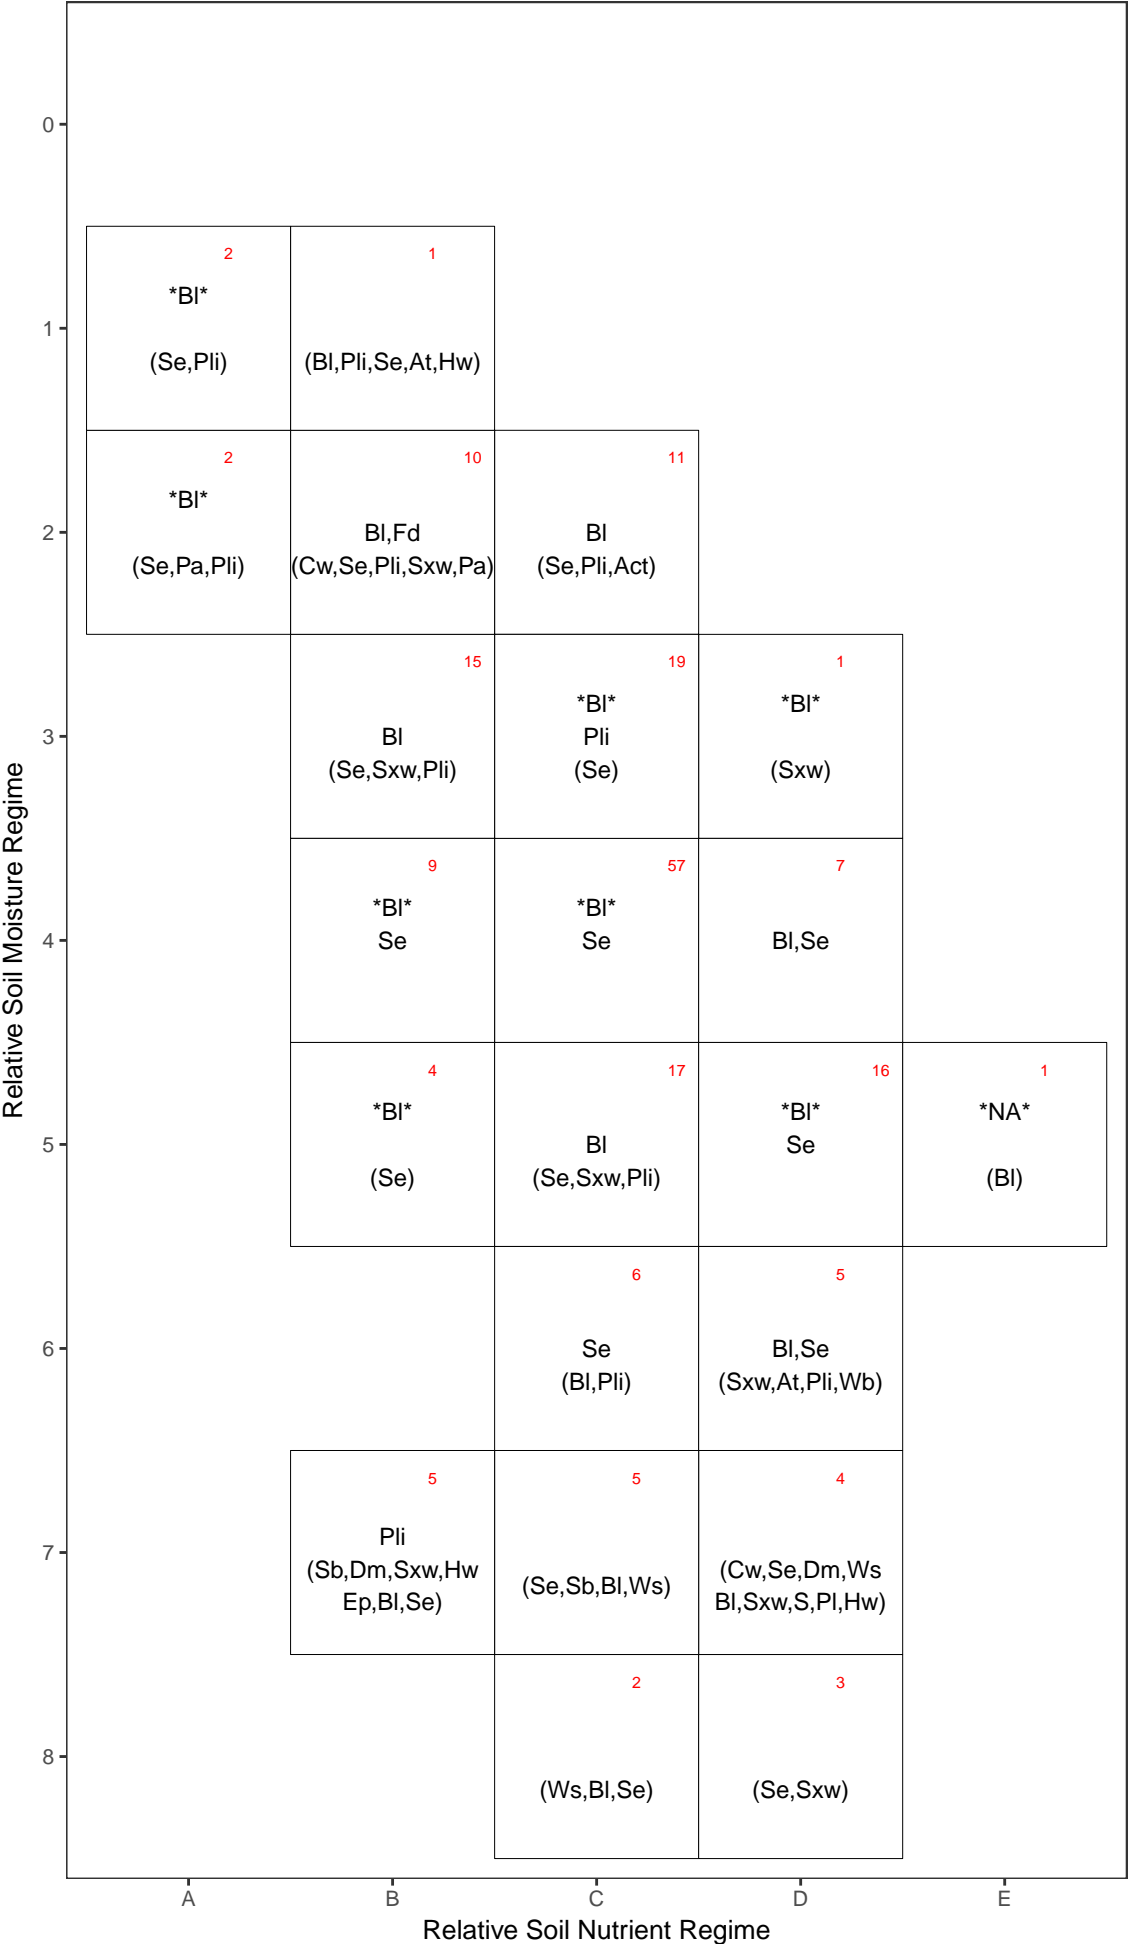 0
2
1
*Bl*
1
(Se,Pli)
(Bl,Pli,Se,At,Hw)
2
10
11
*Bl*
2
Bl,Fd
Bl
(Se,Pa,Pli)
(Cw,Se,Pli,Sxw,Pa)
(Se,Pli,Act)
15
19
1
*Bl*
*Bl*
3
Bl
Pli
(Se,Sxw,Pli)
(Se)
(Sxw)
9
57
7
*Bl*
*Bl*
4
Se
Se
Bl,Se
4
17
16
1
*Bl*
*Bl*
*NA*
5
Bl
Se
(Se)
(Se,Sxw,Pli)
(Bl)
6
5
6
Se
Bl,Se
(Bl,Pli)
(Sxw,At,Pli,Wb)
5
5
4
Pli
7
(Sb,Dm,Sxw,Hw
Ep,Bl,Se)
(Se,Sb,Bl,Ws)
(Cw,Se,Dm,Ws
Bl,Sxw,S,Pl,Hw)
2
3
8
(Ws,Bl,Se)
(Se,Sxw)
A
B
C
D
E
Relative Soil Nutrient Regime
Relative Soil Moisture Regime